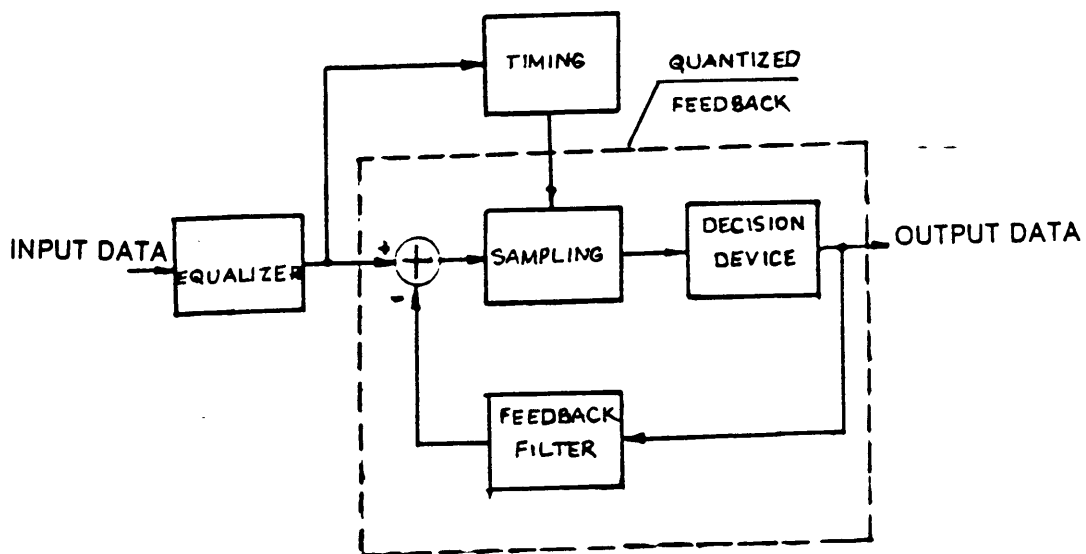 TIMING
QUANTIZED
FEEDBACK
INPUT DATA
EQUALIZER
+
-
SAMPLING
DECISION
DEVICE
OUTPUT DATA
FEEDBACK
FILTER